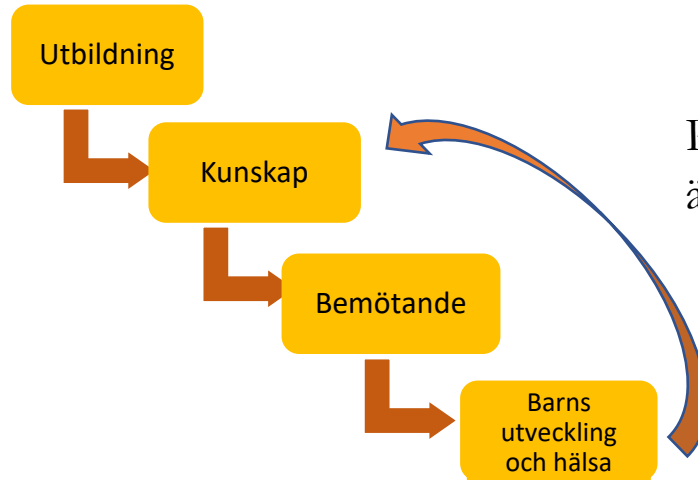 Utbildning
Kunskap
Bemötande
Barns
utveckling
och hälsa